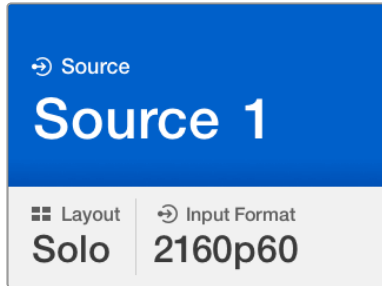 Source
Source 1
Layout
Input Format
Solo
2160p60